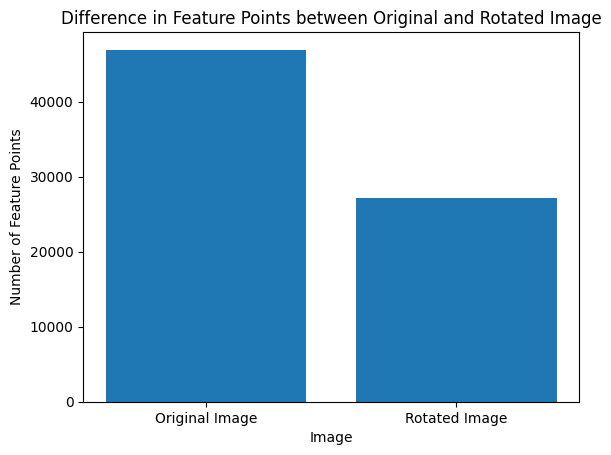 Difference in Feature Points between Original and Rotated Image
Number of Feature Points
40000
30000
20000
10000
0
Original Image
Rotated Image
Image